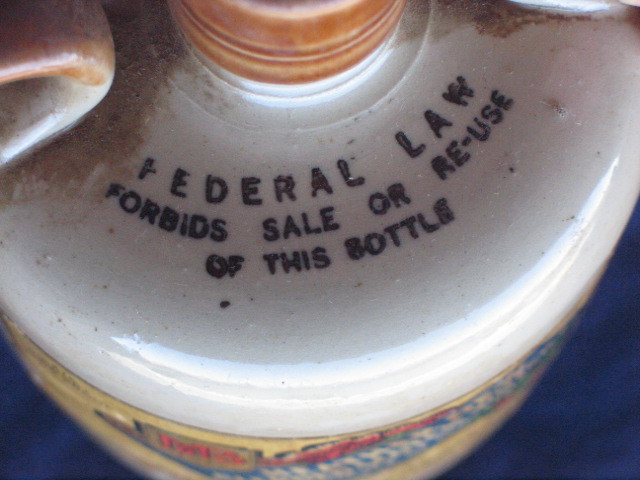 FEDERAL LAW
FORBIDS SALE OR RE-USE
OF THIS BOTTLE